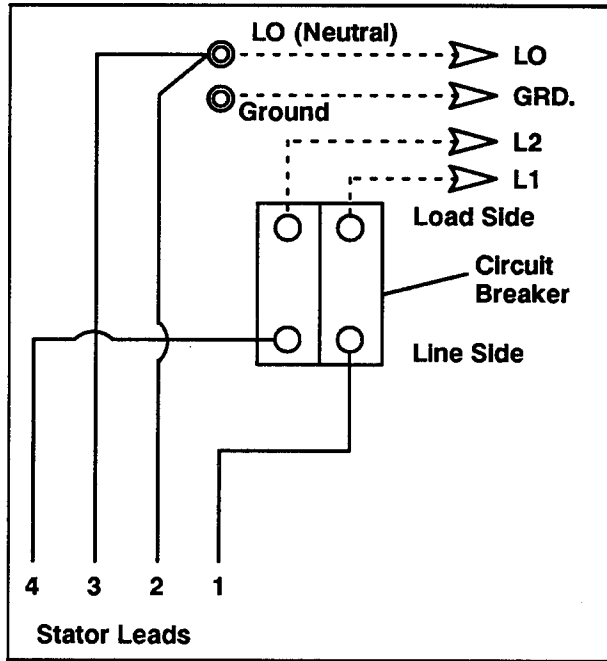 LO (Neutral)
LO
GRD.
Ground
L2
L1
Load Side
Circuit
Breaker
Line Side
4 3 2 1
Stator Leads